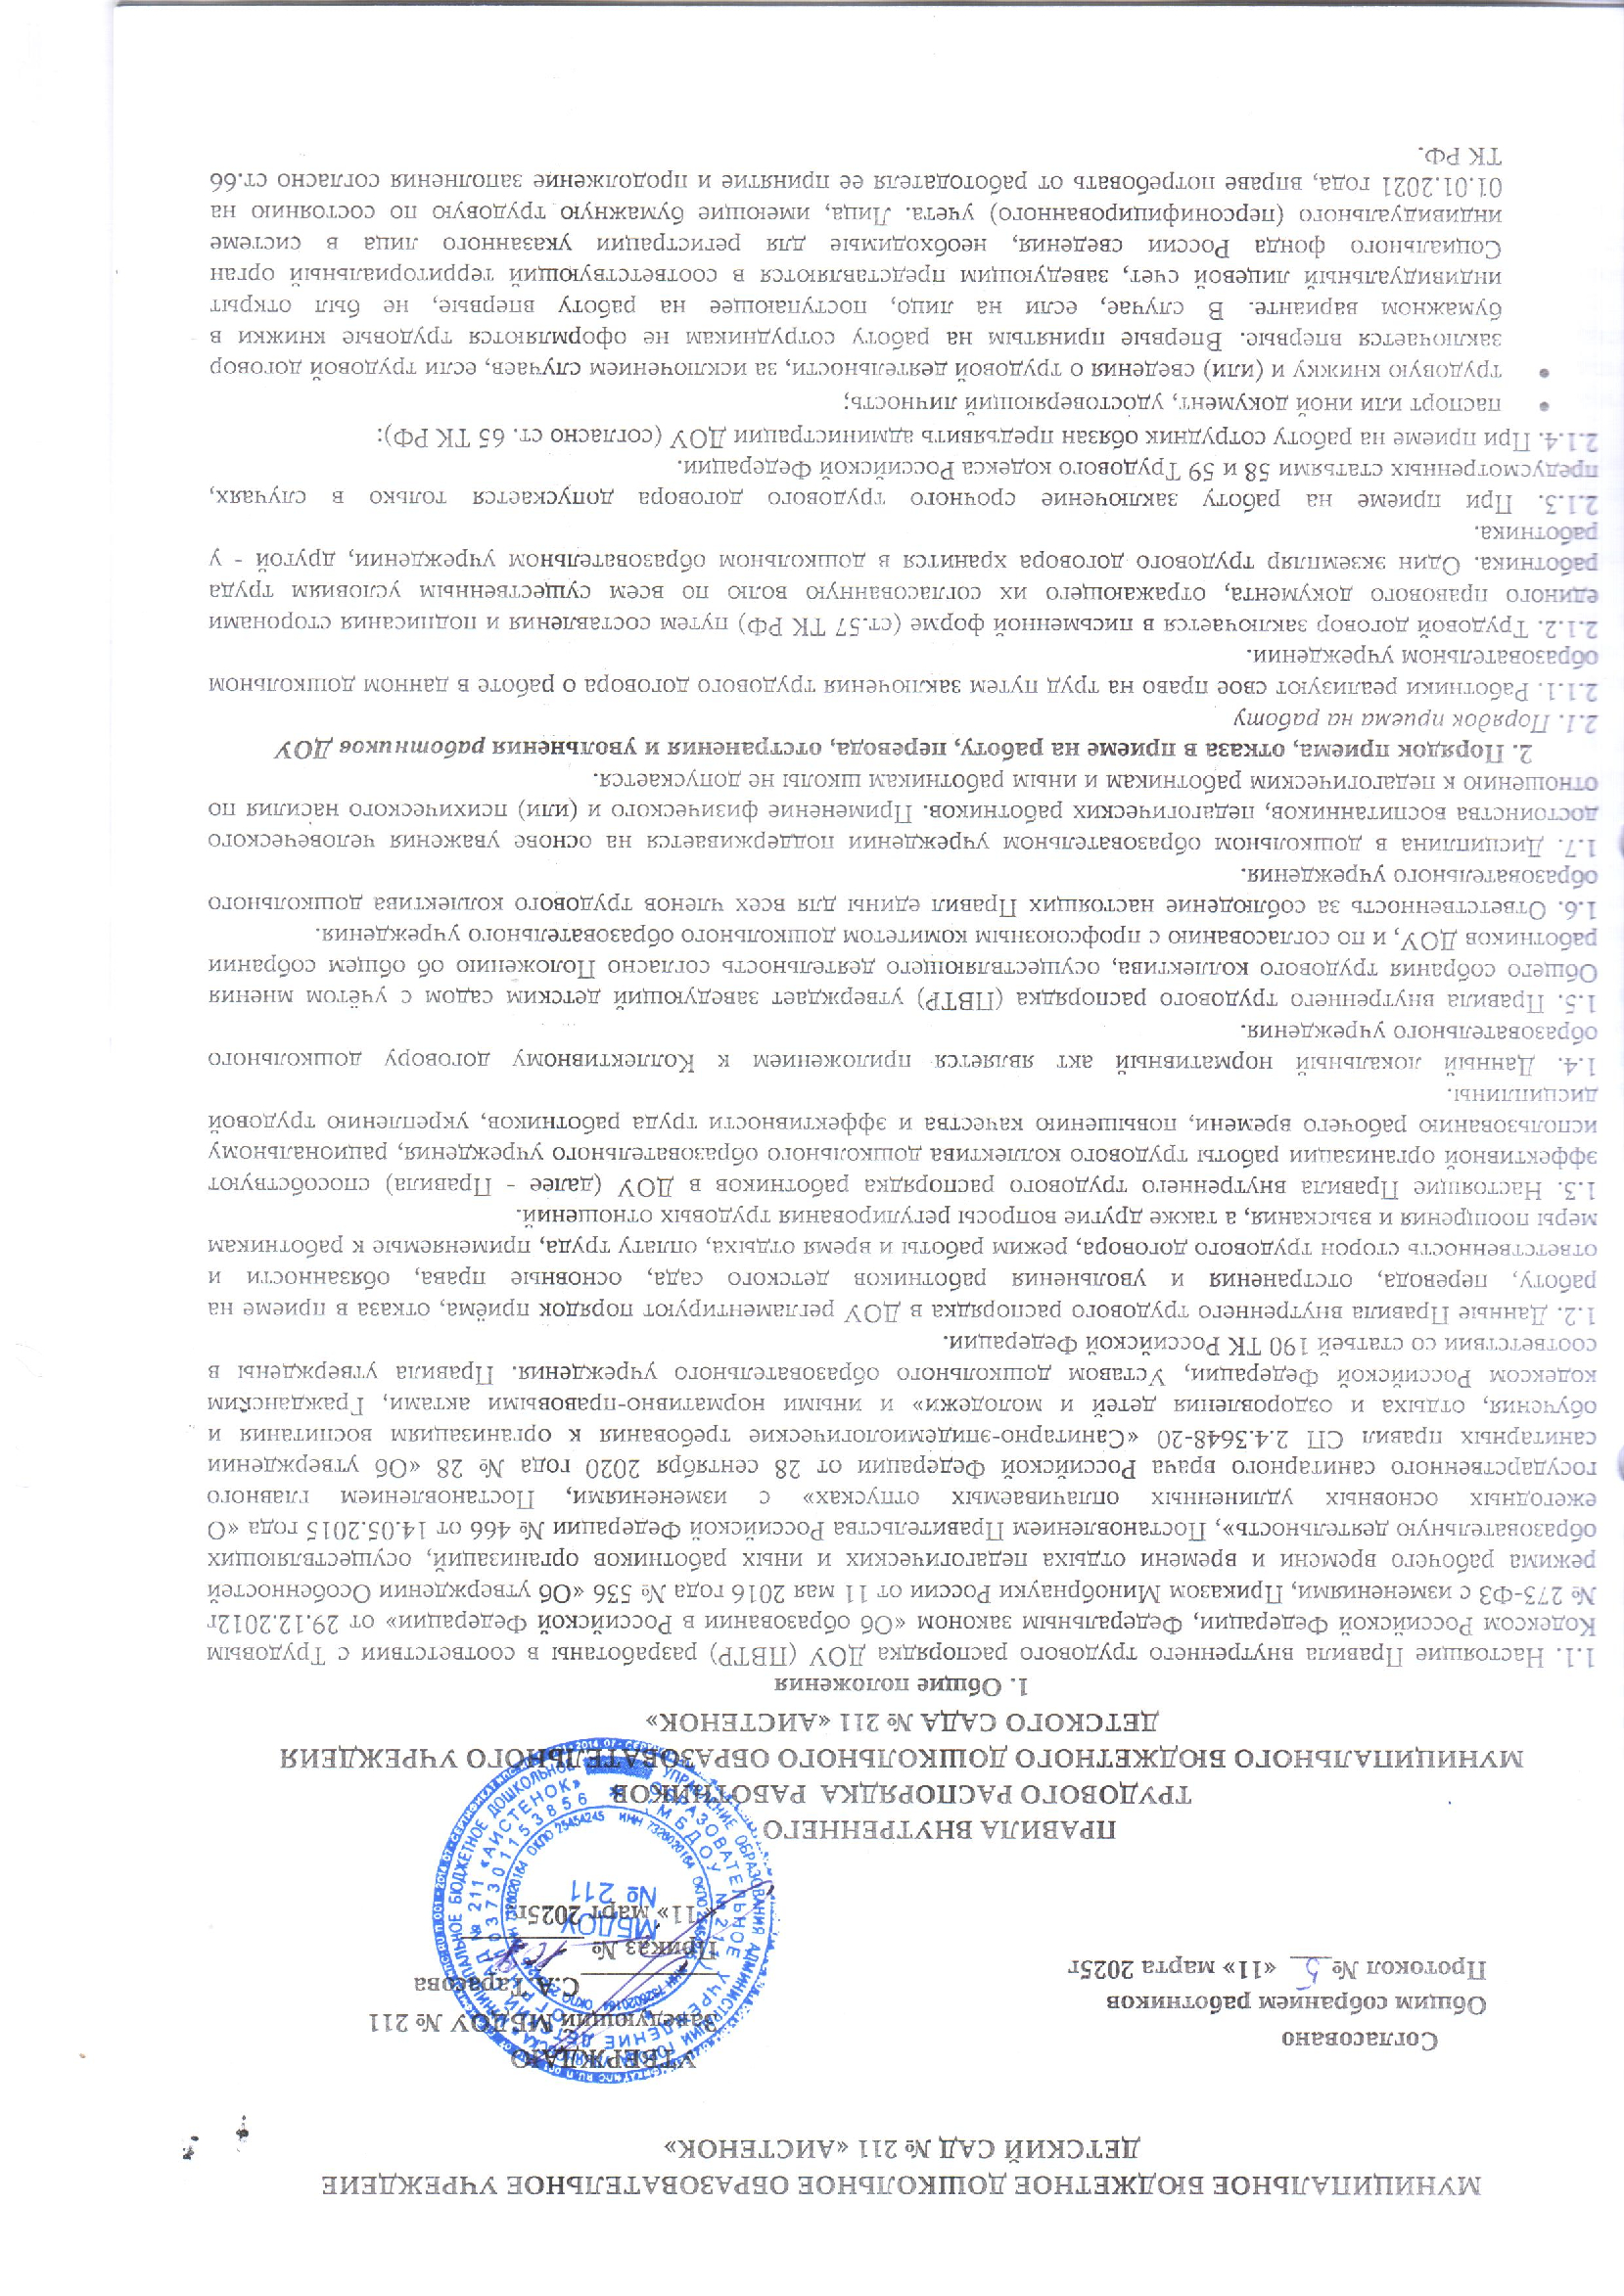 МУНИЦИПАЛЬНОЕ БЮДЖЕТНОЕ ДОШКОЛЬНОЕ ОБРАЗОВАТЕЛЬНОЕ УЧРЕЖДЕИЕ
ДЕТСКИЙ САД № 211 «АИСТЕНОК»
Согласовано
Общим собранием работников
Протокол № 5 «11» марта 2025г
УТВЕРЖДАЮ
Заведующий МБДОУ № 211
С.А Тарасова
Приказ №
«11» март 2025г.
МБДОУ
№ 211
ПРАВИЛА ВНУТРЕННЕГО
ТРУДОВОГО РАСПОРЯДКА РАБОТНИКОВ
МУНИЦИПАЛЬНОГО БЮДЖЕТНОГО ДОШКОЛЬНОГО ОБРАЗОВАТЕЛЬНОГО УЧРЕЖДЕИЯ
ДЕТСКОГО САДА № 211 «АИСТЕНОК»
1. Общие положения
1.1. Настоящие Правила внутреннего трудового распорядка ДОУ (ПВТР) разработаны в соответствии с Трудовым
Кодексом Российской Федерации, Федеральным законом «Об образовании в Российской Федерации» от 29.12.2012г
№ 273-ФЗ с изменениями, Приказом Минобрнауки России от 11 мая 2016 года № 536 «Об утверждении Особенностей
режима рабочего времени и времени отдыха педагогических и иных работников организаций, осуществляющих
образовательную деятельность», Постановлением Правительства Российской Федерации № 466 от 14.05.2015 года «О
ежегодных основных удлиненных оплачиваемых отпусках» с изменениями, Постановлением главного
государственного санитарного врача Российской Федерации от 28 сентября 2020 года № 28 «Об утверждении
санитарных правил СП 2.4.3648-20 «Санитарно-эпидемиологические требования к организациям воспитания и
обучения, отдыха и оздоровления детей и молодежи» и иными нормативно-правовыми актами, Гражданским
кодексом Российской Федерации, Уставом дошкольного образовательного учреждения. Правила утверждены в
соответствии со статьей 190 ТК Российской Федерации.
1.2. Данные Правила внутреннего трудового распорядка в ДОУ регламентируют порядок приёма, отказа в приеме на
работу, перевода, отстранения и увольнения работников детского сада, основные права, обязанности и
ответственность сторон трудового договора, режим работы и время отдыха, оплату труда, применяемые к работникам
меры поощрения и взыскания, а также другие вопросы регулирования трудовых отношений.
1.3. Настоящие Правила внутреннего трудового распорядка работников в ДОУ (далее - Правила) способствуют
эффективной организации работы трудового коллектива дошкольного образовательного учреждения, рациональному
использованию рабочего времени, повышению качества и эффективности труда работников, укреплению трудовой
дисциплины.
1.4. Данный локальный нормативный акт является приложением к Коллективному договору дошкольного
образовательного учреждения.
1.5. Правила внутреннего трудового распорядка (ПВТР) утверждает заведующий детским садом с учётом мнения
Общего собрания трудового коллектива, осуществляющего деятельность согласно Положению об общем собрании
работников ДОУ, и по согласованию с профсоюзным комитетом дошкольного образовательного учреждения.
1.6. Ответственность за соблюдение настоящих Правил едины для всех членов трудового коллектива дошкольного
образовательного учреждения.
1.7. Дисциплина в дошкольном образовательном учреждении поддерживается на основе уважения человеческого
достоинства воспитанников, педагогических работников. Применение физического и (или) психического насилия по
отношению к педагогическим работникам и иным работникам школы не допускается.
2. Порядок приема, отказа в приеме на работу, перевода, отстранения и увольнения работников ДОУ
2.1. Порядок приема на работу
2.1.1. Работники реализуют свое право на труд путем заключения трудового договора о работе в данном дошкольном
образовательном учреждении.
2.1.2. Трудовой договор заключается в письменной форме (ст.57 ТК РФ) путем составления и подписания сторонами
единого правового документа, отражающего их согласованную волю по всем существенным условиям труда
работника. Один экземпляр трудового договора хранится в дошкольном образовательном учреждении, другой - у
работника.
2.1.3. При приеме на работу заключение срочного трудового договора допускается только в случаях,
предусмотренных статьями 58 и 59 Трудового кодекса Российской Федерации.
2.1.4. При приеме на работу сотрудник обязан предъявить администрации ДОУ (согласно ст. 65 ТК РФ):
• паспорт или иной документ, удостоверяющий личность;
• трудовую книжку и (или) сведения о трудовой деятельности, за исключением случаев, если трудовой договор
заключается впервые. Впервые принятым на работу сотрудникам не оформляются трудовые книжки в
бумажном варианте. В случае, если на лицо, поступающее на работу впервые, не был открыт
индивидуальный лицевой счет, заведующим представляются в соответствующий территориальный орган
Социального фонда России сведения, необходимые для регистрации указанного лица в системе
индивидуального (персонифицированного) учета. Лица, имеющие бумажную трудовую по состоянию на
01.01.2021 года, вправе потребовать от работодателя ее принятие и продолжение заполнения согласно ст.66
ТК РФ.